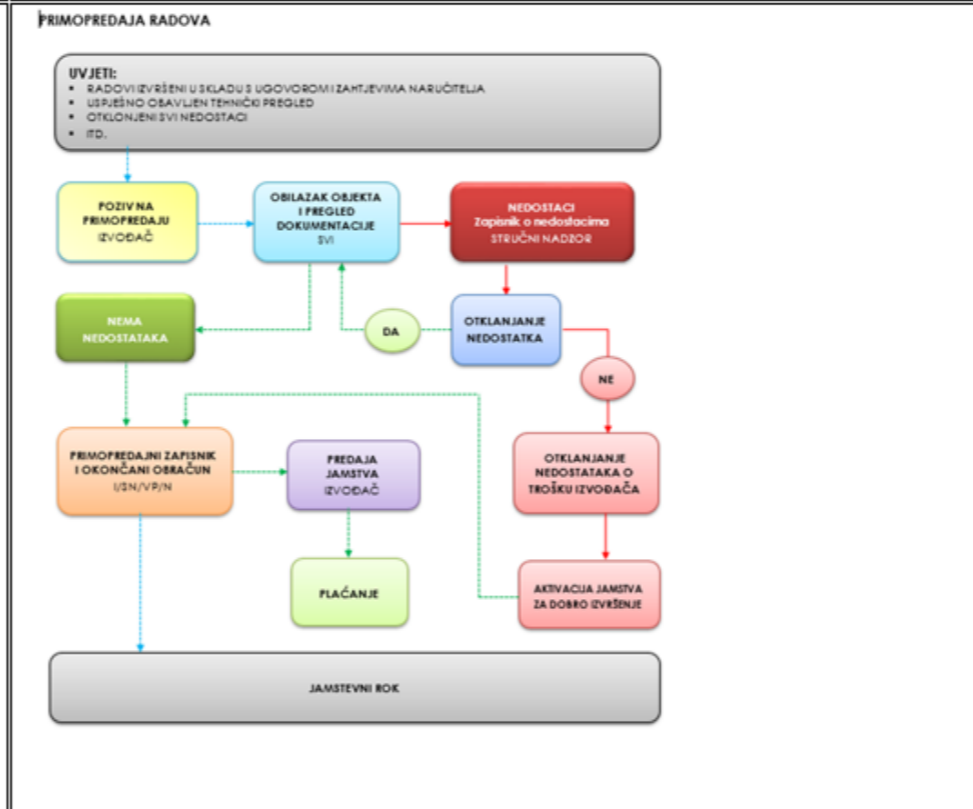 PRIMOPREDAJA RADOVA
UVJETI:
▪ RADOVI IZVRŠENI U SKLADU S UGOVOROM I ZAHTJEVIMA NARUČITELJA
▪ USPJEŠNO OBAVLJEN TEHNIČKI PREGLED
▪ OTKLONJENI SVI NEDOSTACI
▪ ITD.
POZIV NA
PRIMOPREDAJU
IZVOĐAČ
OBILAZAK OBJEKTA
I PREGLED
DOKUMENTACIJE
SVI
NEDOSTACI
Zapisnik o nedostacima
STRUČNI NADZOR
NEMA
NEDOSTATAKA
DA
OTKLANJANJE
NEDOSTATKA
NE
PRIMOPREDAJNI ZAPISNIK
I OKONČANI OBRAČUN
I/SN/VP/N
PREDAJA
JAMSTVA
IZVOĐAČ
OTKLANJANJE
NEDOSTATAKA O
TROŠKU IZVOĐAČA
PLAĆANJE
AKTIVACIJA JAMSTVA
ZA DOBRO IZVRŠENJE
JAMSTVENI ROK